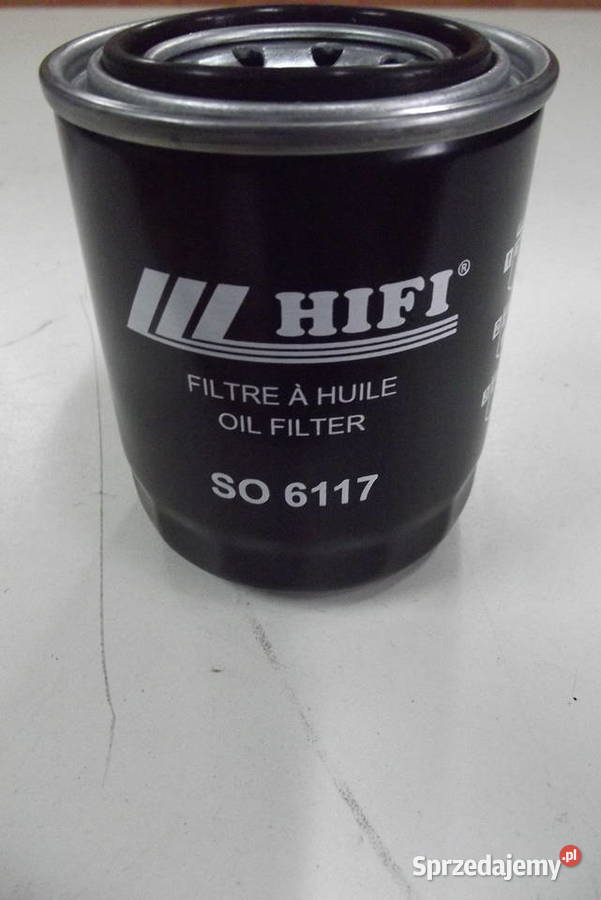 HIFI®
FILTRE À HUILE
OIL FILTER
SO 6117
Sprzedajemy.pl